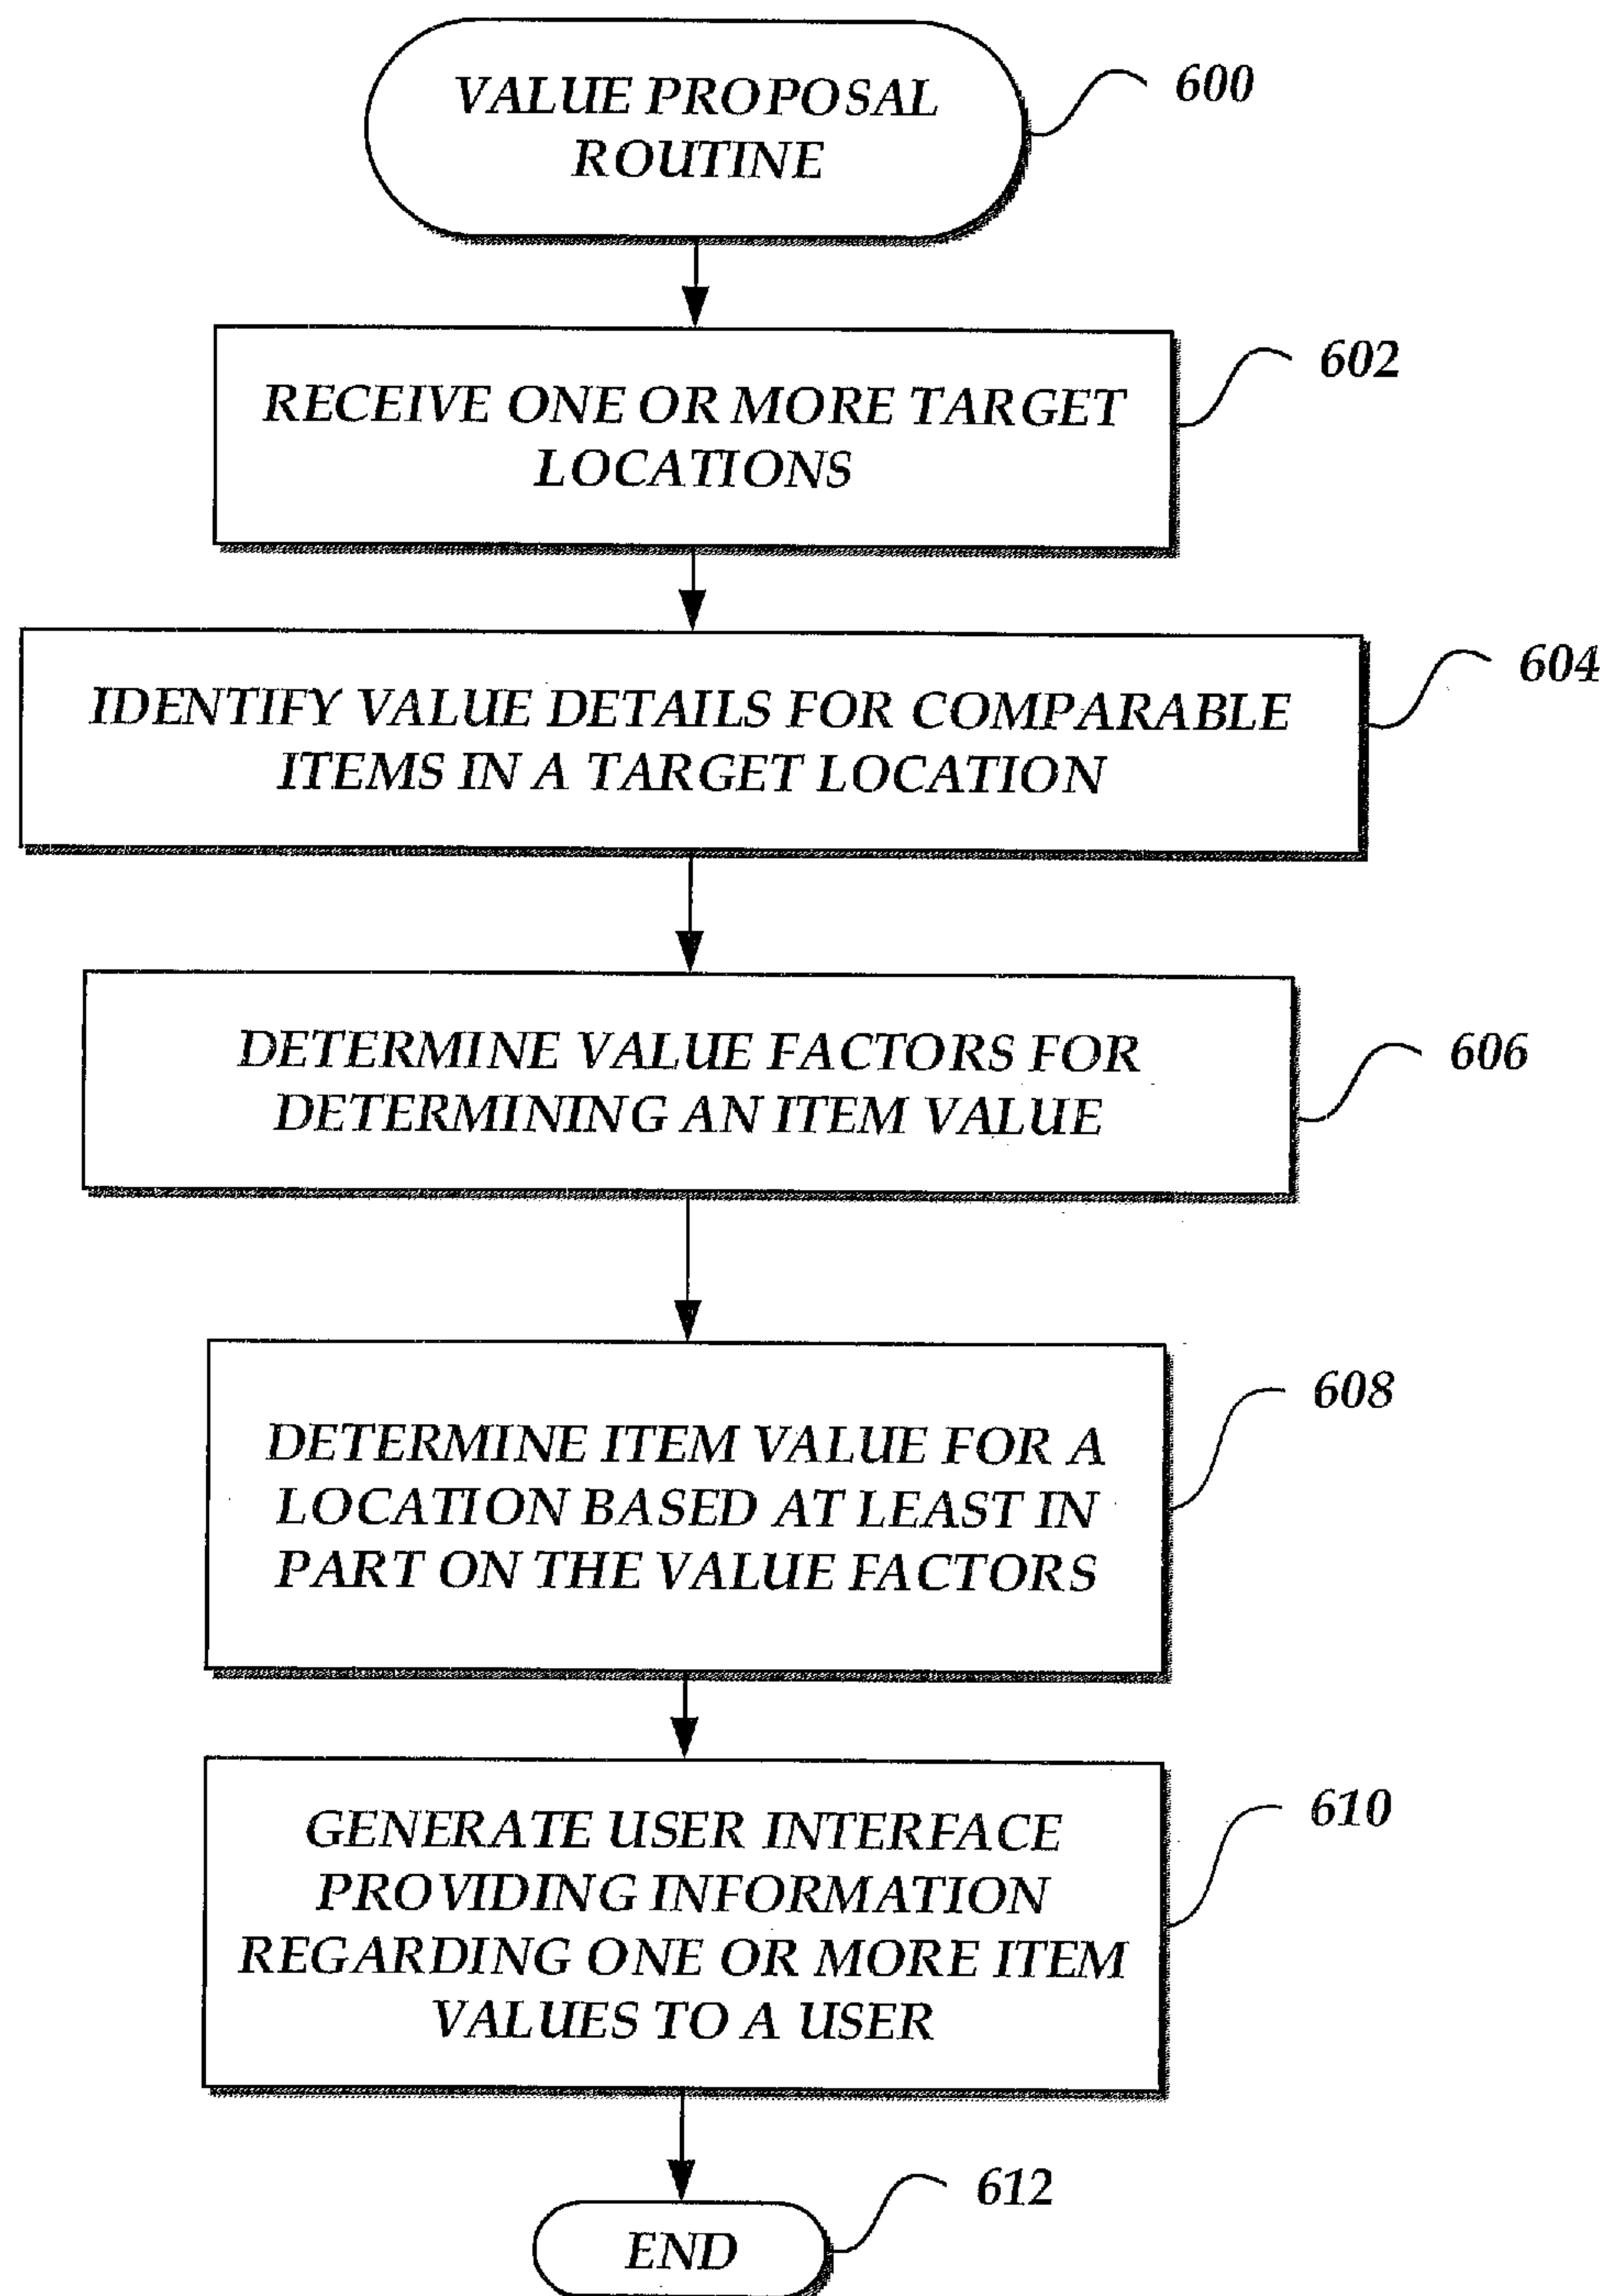 VALUE PROPOSAL
ROUTINE
600
RECEIVE ONE OR MORE TARGET
LOCATIONS
602
IDENTIFY VALUE DETAILS FOR COMPARABLE
ITEMS IN A TARGET LOCATION
604
DETERMINE VALUE FACTORS FOR
DETERMINING AN ITEM VALUE
606
DETERMINE ITEM VALUE FOR A
LOCATION BASED AT LEAST IN
PART ON THE VALUE FACTORS
608
GENERATE USER INTERFACE
PROVIDING INFORMATION
REGARDING ONE OR MORE ITEM
VALUES TO A USER
610
END
612